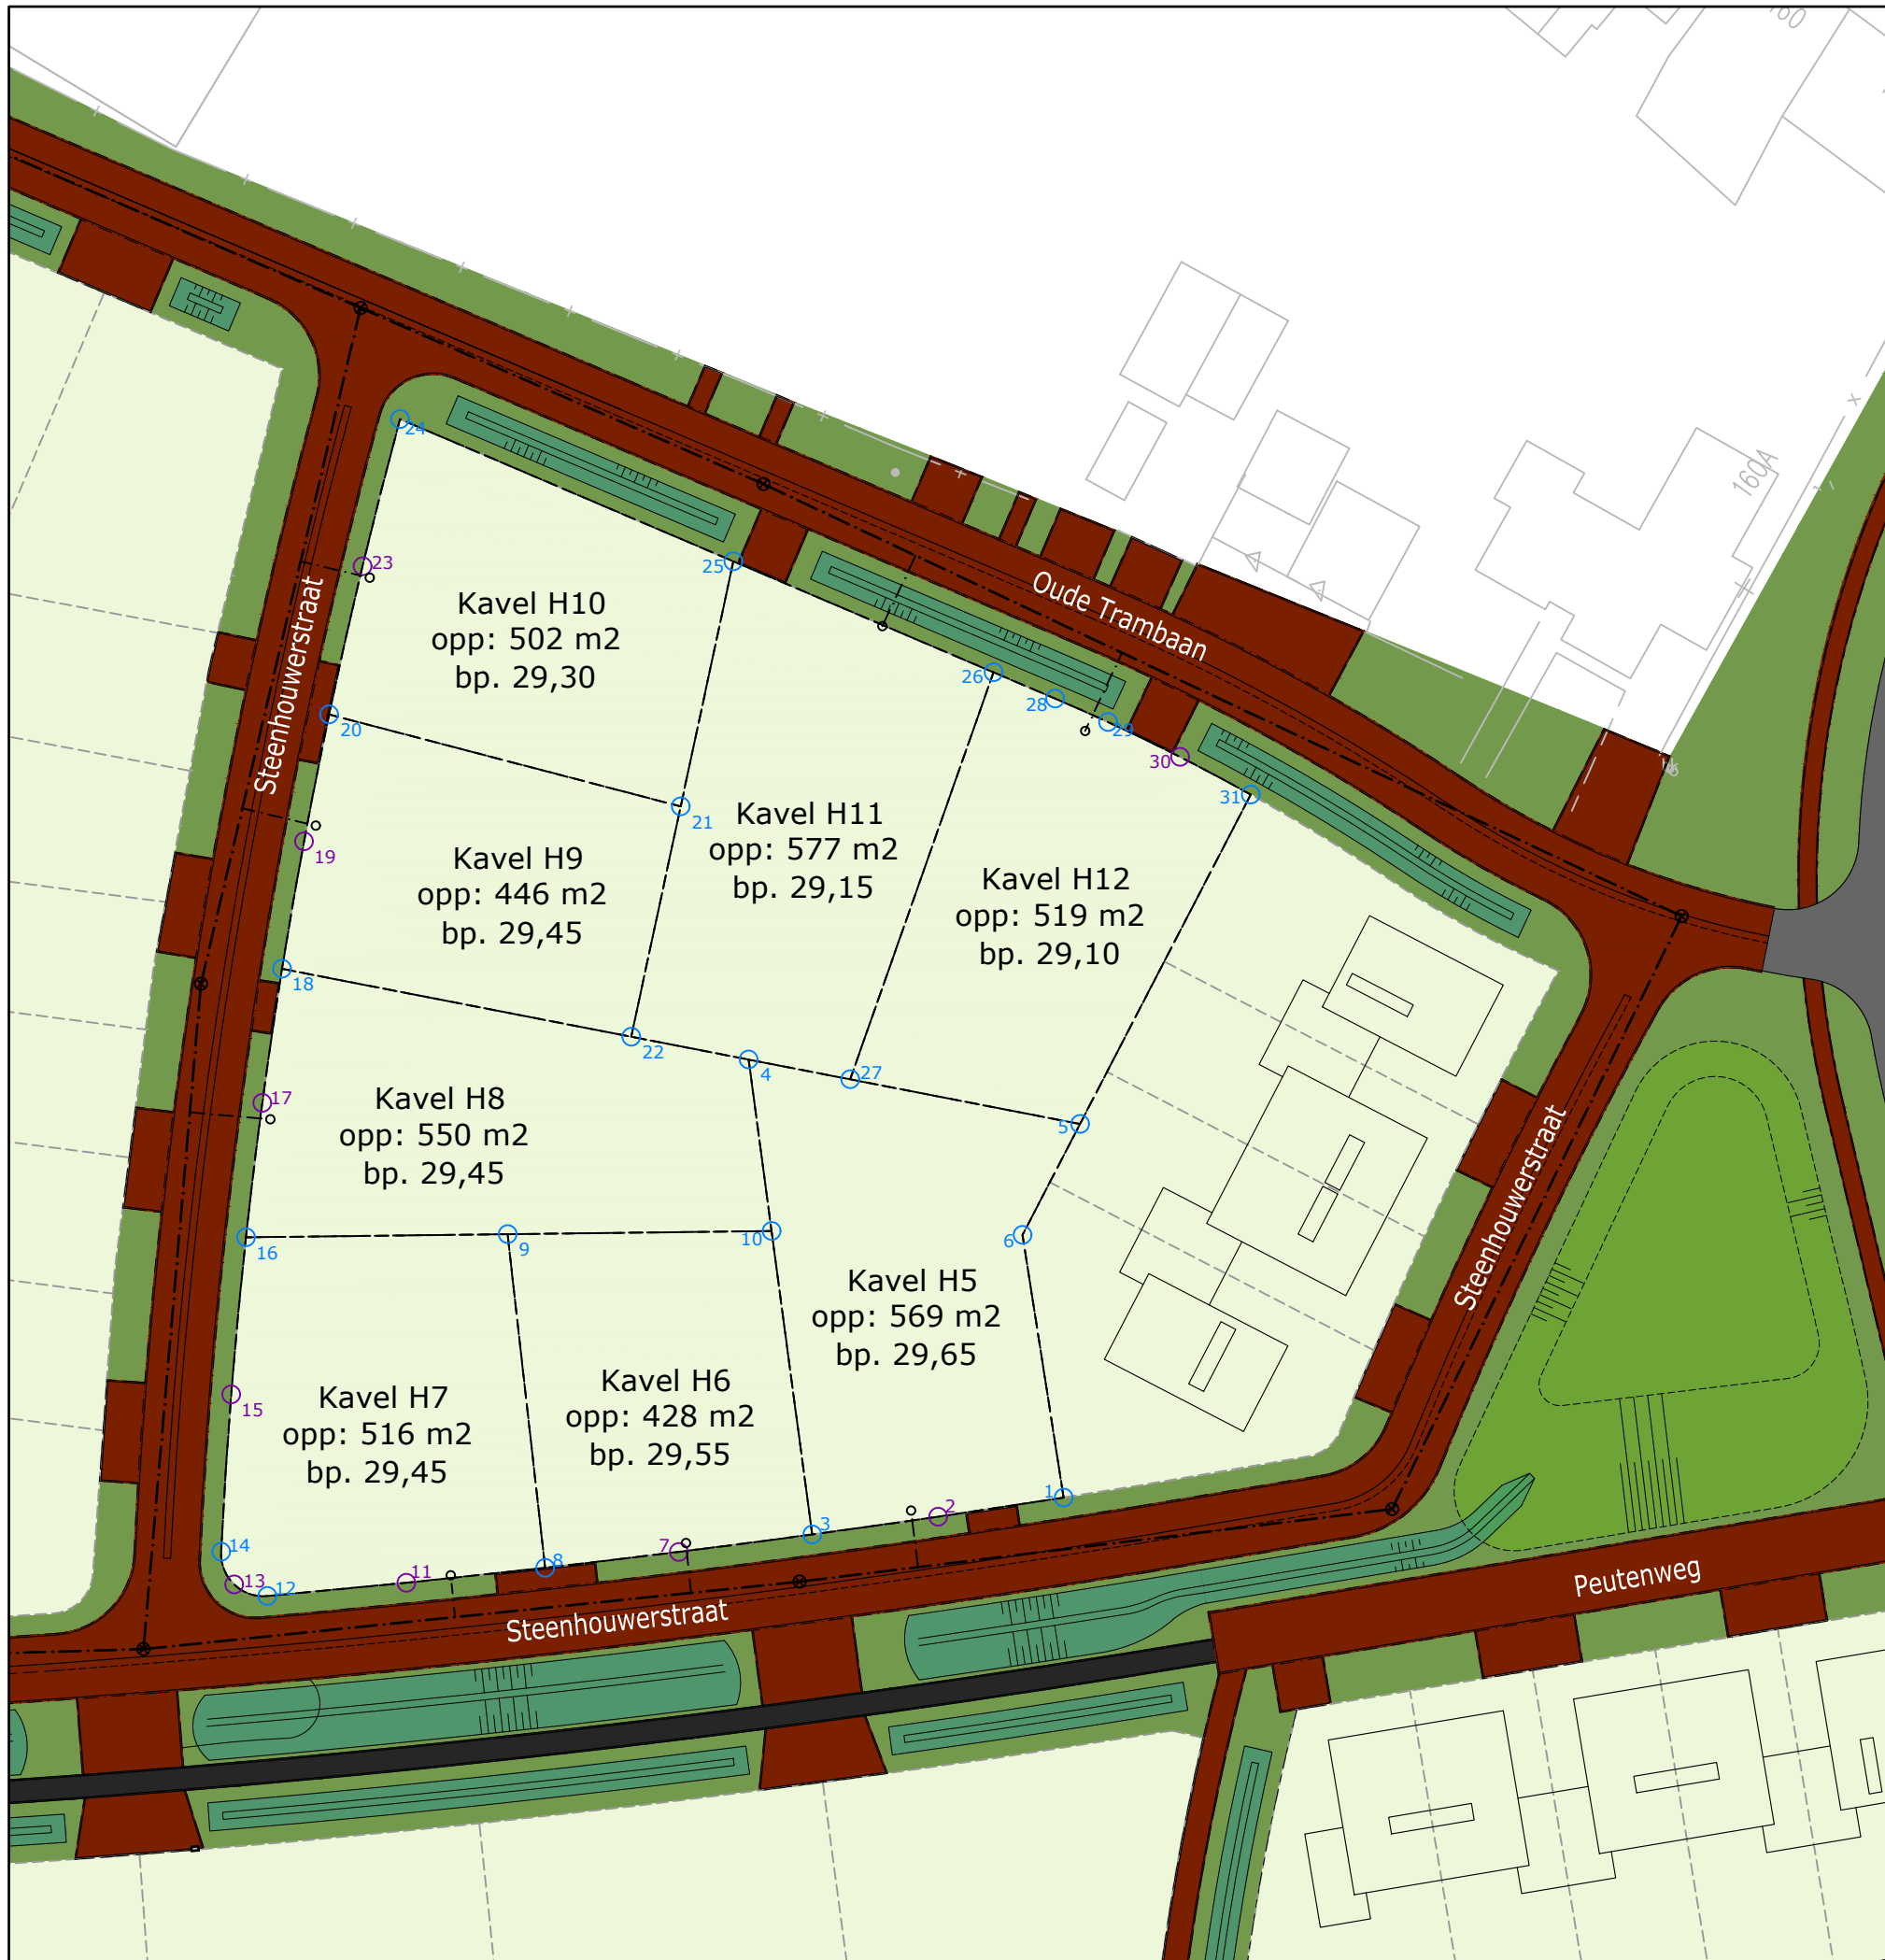 160
24
25
23
Kavel H10
opp: 502 m2
bp. 29,30
Oude Trambaan
160A
26
28
29
30
31
Steenhouwerstraat
20
21
Kavel H11
opp: 577 m2
bp. 29,15
Kavel H9
opp: 446 m2
bp. 29,45
19
Kavel H12
opp: 519 m2
bp. 29,10
18
22
4
27
5
17
Kavel H8
opp: 550 m2
bp. 29,45
Steenhouwerstraat
16
9
10
6
Kavel H5
opp: 569 m2
bp. 29,65
15
Kavel H7
opp: 516 m2
bp. 29,45
Kavel H6
opp: 428 m2
bp. 29,55
1
2
3
14
7
8
13
12
11
Peutenweg
Steenhouwerstraat